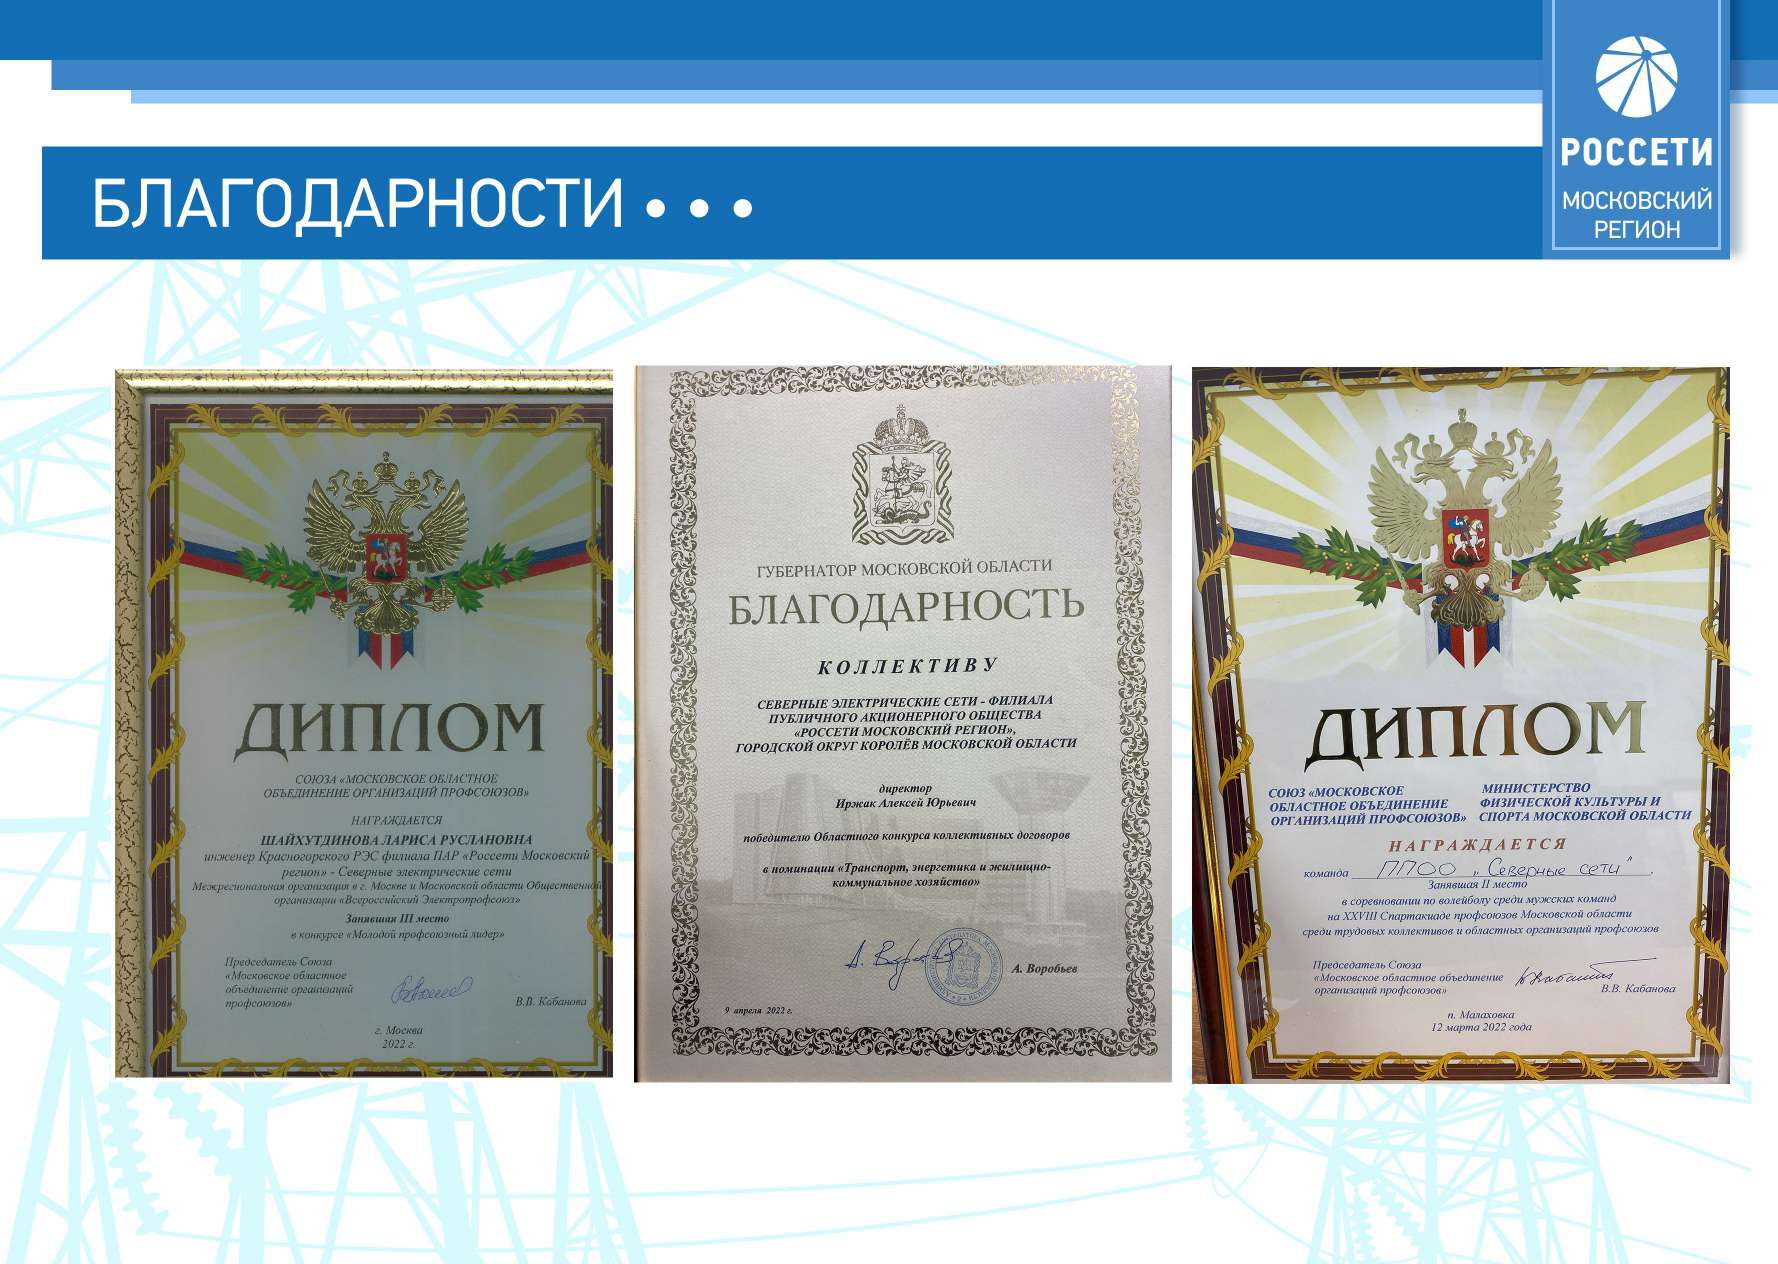 БЛАГОДАРНОСТИ • • •
РОССЕТИ
МОСКОВСКИЙ
РЕГИОН
ДИПЛОМ
СОЮЗА «МОСКОВСКОЕ ОБЛАСТНОЕ
ОБЪЕДИНЕНИЕ ОРГАНИЗАЦИЙ ПРОФСОЮЗОВ»
НАГРАЖДАЕТСЯ
ШАЙХУТДИНОВА ЛАРИСА РУСЛАНОВНА
инженер Красногорского РЭС филиала ПАР «Россети Московский
регион» - Северные электрические сети
Межрегиональная организация в г. Москве и Московской области Общественной
организации «Всероссийский Электропрофсоюз»
Занявшая III место
в конкурсе «Молодой профсоюзный лидер»
Председатель Союза
«Московское областное
объединение организаций
профсоюзов»
В.В. Кабанова
г. Москва
2022 г.
ГУБЕРНАТОР МОСКОВСКОЙ ОБЛАСТИ
БЛАГОДАРНОСТЬ
КОЛЛЕКТИВУ
СЕВЕРНЫЕ ЭЛЕКТРИЧЕСКИЕ СЕТИ - ФИЛИАЛА
ПУБЛИЧНОГО АКЦИОНЕРНОГО ОБЩЕСТВА
«РОССЕТИ МОСКОВСКИЙ РЕГИОН»,
ГОРОДСКОЙ ОКРУГ КОРОЛЁВ МОСКОВСКОЙ ОБЛАСТИ
директор
Иржак Алексей Юрьевич
победителю Областного конкурса коллективных договоров
в номинации «Транспорт, энергетика и жилищно-
коммунальное хозяйство»
А. Воробьев
9 апреля 2022 г.
ДИПЛОМ
СОЮЗ «МОСКОВСКОЕ
ОБЛАСТНОЕ ОБЪЕДИНЕНИЕ
ОРГАНИЗАЦИЙ ПРОФСОЮЗОВ»
МИНИСТЕРСТВО
ФИЗИЧЕСКОЙ КУЛЬТУРЫ И
СПОРТА МОСКОВСКОЙ ОБЛАСТИ
НАГРАЖДАЕТСЯ
команда ППОО „Северные сети"
Занявшая II место
в соревновании по волейболу среди мужских команд
на XXVIII Спартакиаде профсоюзов Московской области
среди трудовых коллективов и областных организаций профсоюзов
Председатель Союза
«Московское областное объединение
организаций профсоюзов»
В.В. Кабанова
п. Малаховка
12 марта 2022 года